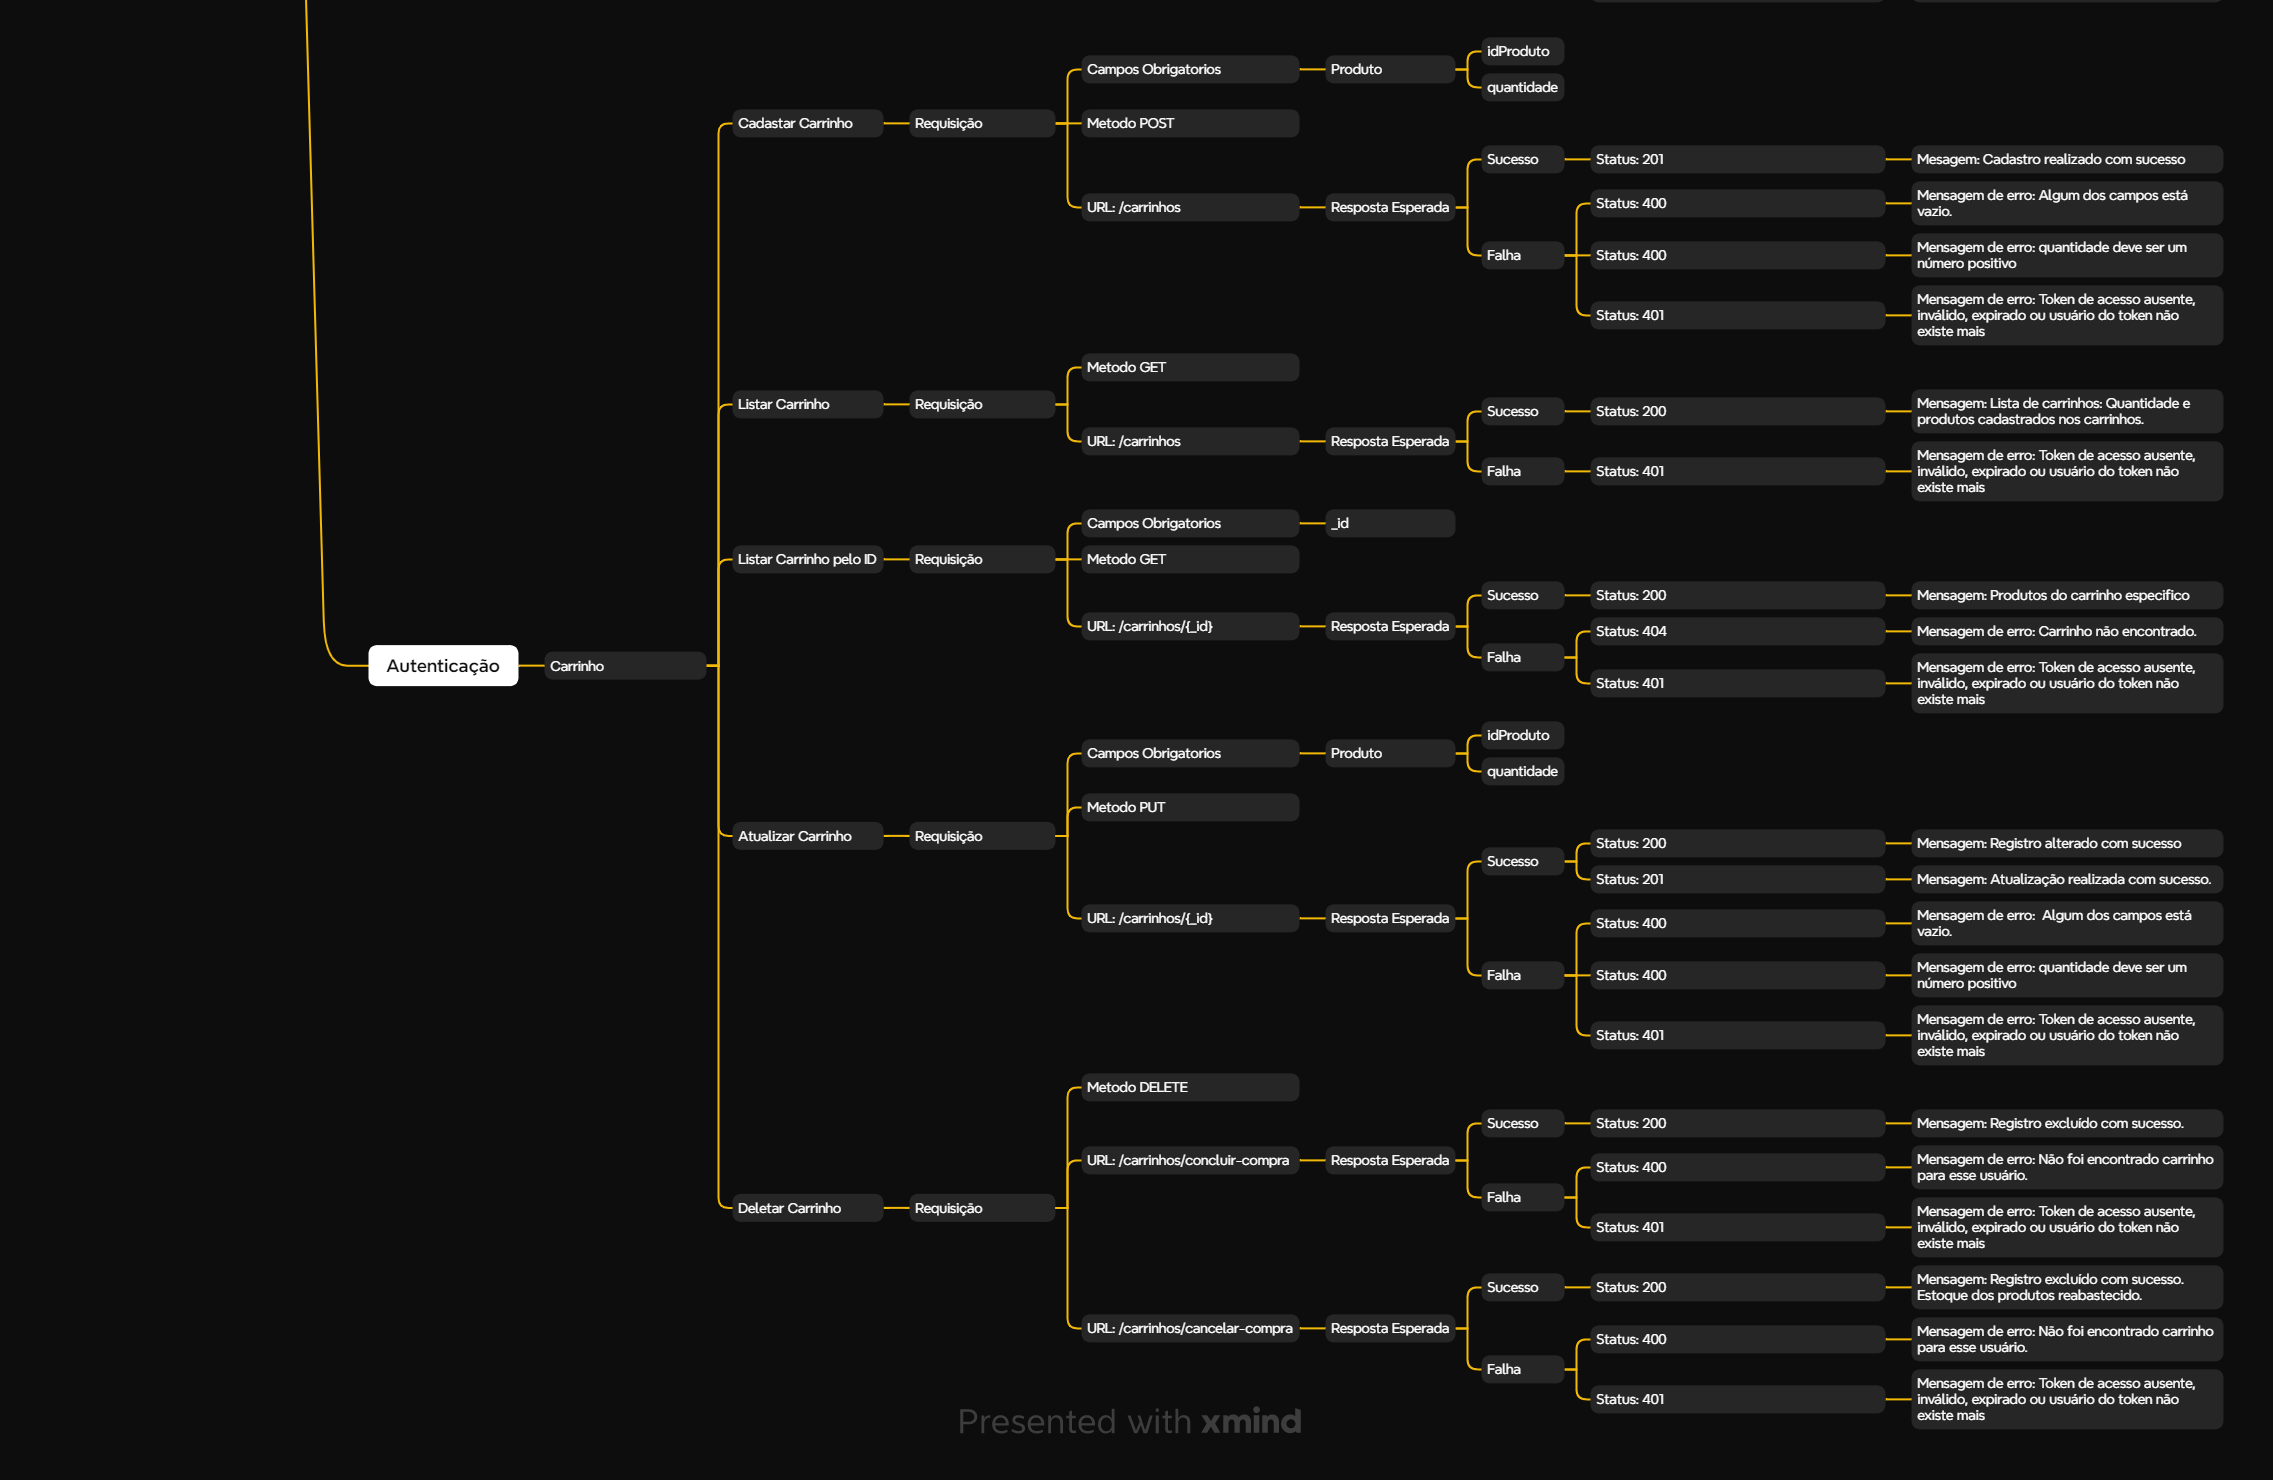 Autenticação
Carrinho
Cadastar Carrinho
Requisição
Campos Obrigatorios
Produto
idProduto
quantidade
Metodo POST
URL: /carrinhos
Resposta Esperada
Sucesso
Status: 201
Mesagem: Cadastro realizado com sucesso
Falha
Status: 400
Mensagem de erro: Algum dos campos está
vazio.
Status: 400
Mensagem de erro: quantidade deve ser um
número positivo
Status: 401
Mensagem de erro: Token de acesso ausente,
inválido, expirado ou usuário do token não
existe mais
Listar Carrinho
Requisição
Metodo GET
URL: /carrinhos
Resposta Esperada
Sucesso
Status: 200
Mensagem: Lista de carrinhos: Quantidade e
produtos cadastrados nos carrinhos.
Falha
Status: 401
Mensagem de erro: Token de acesso ausente,
inválido, expirado ou usuário do token não
existe mais
Listar Carrinho pelo ID
Requisição
Campos Obrigatorios
_id
Metodo GET
URL: /carrinhos/{_id}
Resposta Esperada
Sucesso
Status: 200
Mensagem: Produtos do carrinho especifico
Falha
Status: 404
Mensagem de erro: Carrinho não encontrado.
Status: 401
Mensagem de erro: Token de acesso ausente,
inválido, expirado ou usuário do token não
existe mais
Atualizar Carrinho
Requisição
Campos Obrigatorios
Produto
idProduto
quantidade
Metodo PUT
URL: /carrinhos/{_id}
Resposta Esperada
Sucesso
Status: 200
Mensagem: Registro alterado com sucesso
Status: 201
Mensagem: Atualização realizada com sucesso.
Falha
Status: 400
Mensagem de erro:  Algum dos campos está
vazio.
Status: 400
Mensagem de erro: quantidade deve ser um
número positivo
Status: 401
Mensagem de erro: Token de acesso ausente,
inválido, expirado ou usuário do token não
existe mais
Deletar Carrinho
Requisição
Metodo DELETE
URL: /carrinhos/concluir-compra
Resposta Esperada
Sucesso
Status: 200
Mensagem: Registro excluído com sucesso.
Falha
Status: 400
Mensagem de erro: Não foi encontrado carrinho
para esse usuário.
Status: 401
Mensagem de erro: Token de acesso ausente,
inválido, expirado ou usuário do token não
existe mais
URL: /carrinhos/cancelar-compra
Resposta Esperada
Sucesso
Status: 200
Mensagem: Registro excluído com sucesso.
Estoque dos produtos reabastecido.
Falha
Status: 400
Mensagem de erro: Não foi encontrado carrinho
para esse usuário.
Status: 401
Mensagem de erro: Token de acesso ausente,
inválido, expirado ou usuário do token não
existe mais
Presented with xmind